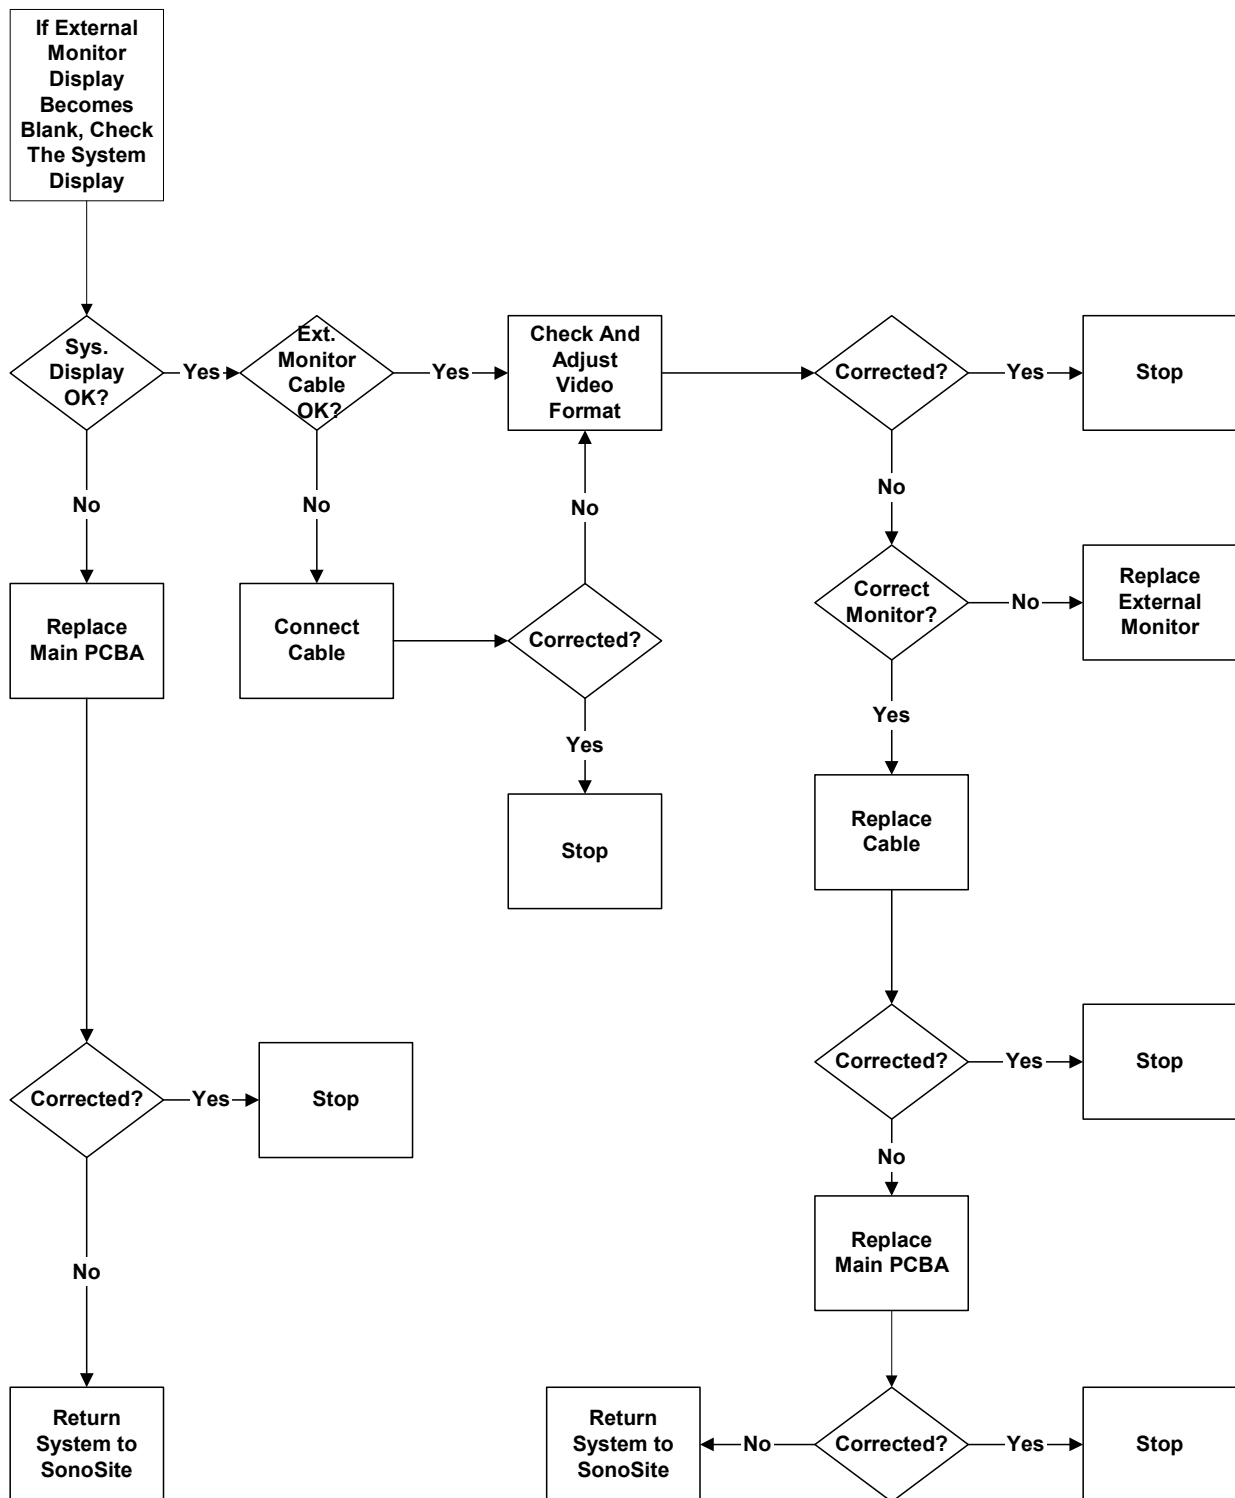 If External
Monitor
Display
Becomes
Blank, Check
The System
Display
Sys.
Display
OK?
Yes
Ext.
Monitor
Cable
OK?
Yes
Check And
Adjust
Video
Format
Corrected?
Yes
Stop
No
No
No
No
Replace
Main PCBA
Connect
Cable
Corrected?
Correct
Monitor?
No
Replace
External
Monitor
Yes
Yes
Stop
Replace
Cable
Corrected?
Yes
Stop
Corrected?
Yes
Stop
No
No
Replace
Main PCBA
Return
System to
SonoSite
Return
System to
SonoSite
No
Corrected?
Yes
Stop